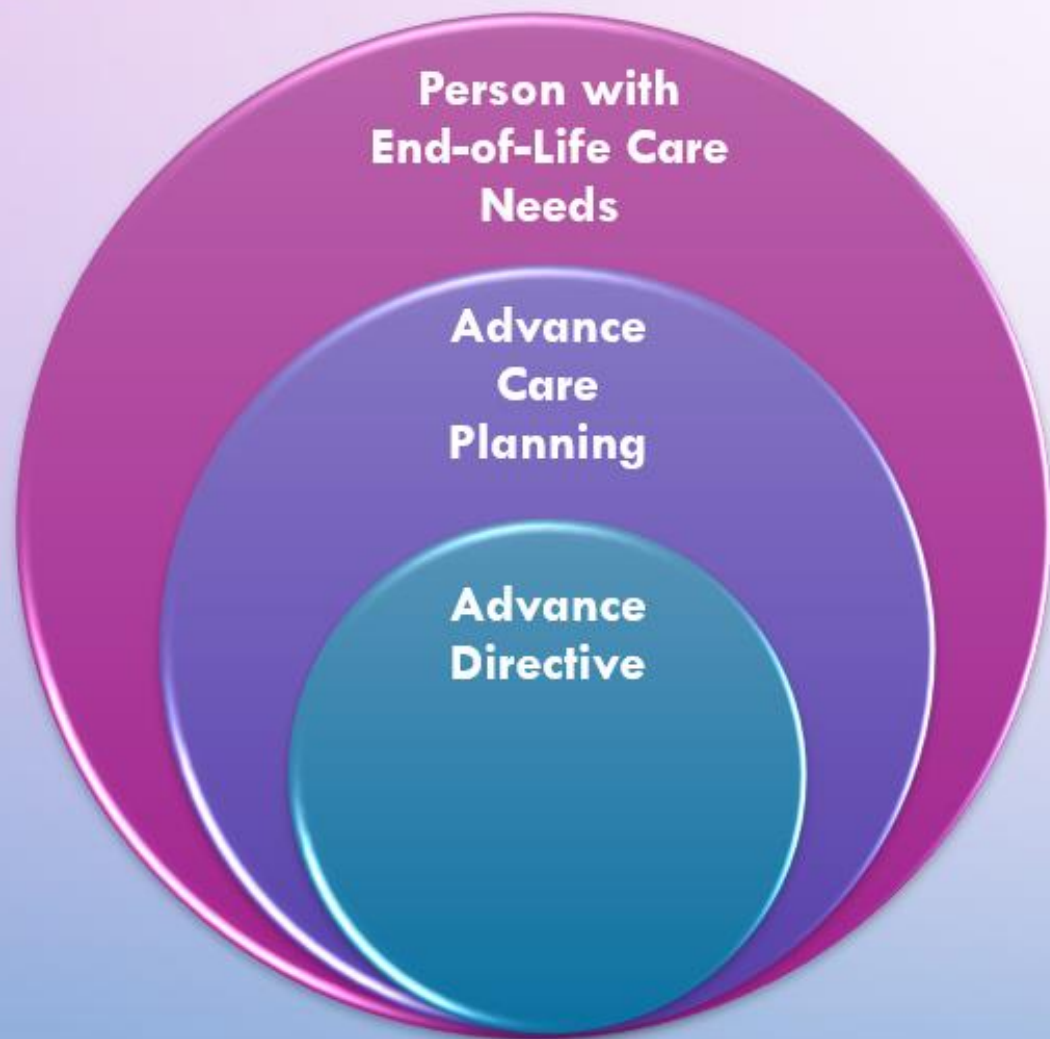 Person with
End-of-Life Care
Needs
Advance
Care
Planning
Advance
Directive